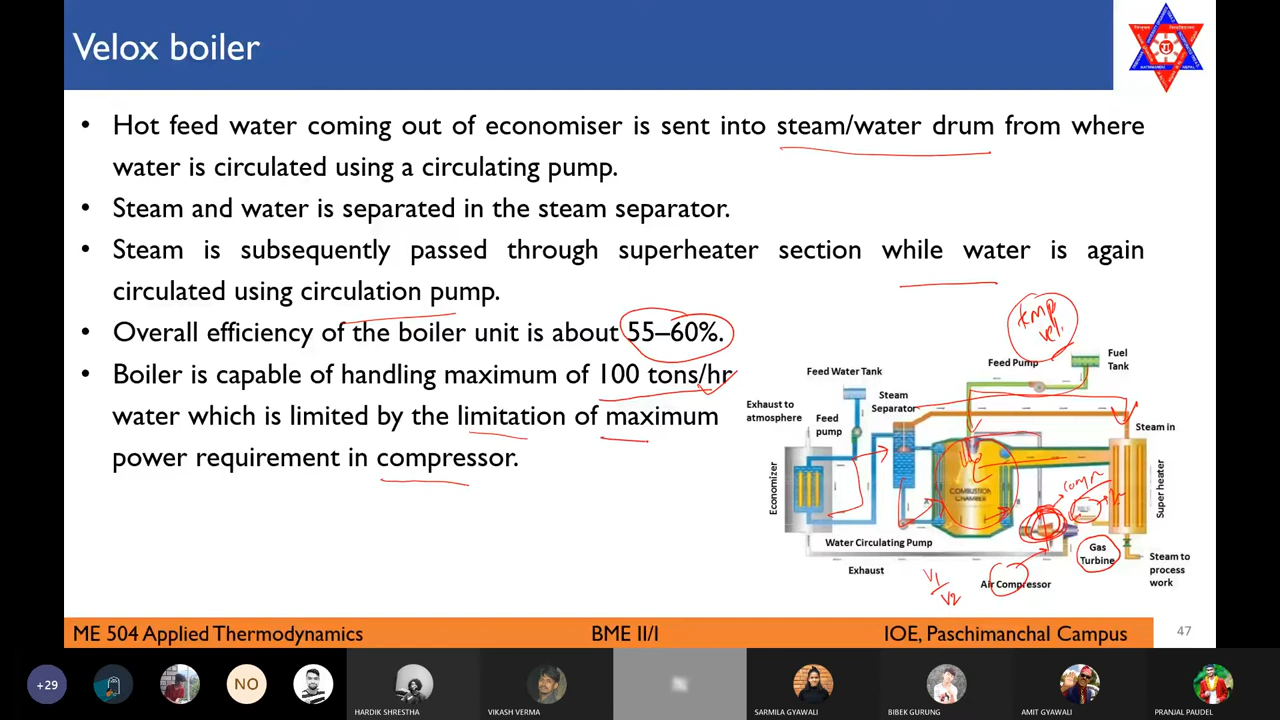 Velox boiler
• Hot feed water coming out of economiser is sent into steam/water drum from where
water is circulated using a circulating pump.
• Steam and water is separated in the steam separator.
• Steam is subsequently passed through superheater section while water is again
circulated using circulation pump.
• Overall efficiency of the boiler unit is about 55–60%.
• Boiler is capable of handling maximum of 100 tons/hr
water which is limited by the limitation of maximum
power requirement in compressor.
Feed Water Tank
Feed Pump
Fuel
Tank
Steam
Separator
Exhaust to
atmosphere
Feed
pump
Steam in
Economizer
COMBUSTION
CHAMBER
Super heater
Water Circulating Pump
Gas
Turbine
Exhaust
Air Compressor
Steam to
process
work
V1
V2
ME 504 Applied Thermodynamics
BME II/I
IOE, Paschimanchal Campus
47
+29
NO
HARDIK SHRESTHA
VIKASH VERMA
SARMILA GYAWALI
BIBEK GURUNG
AMIT GYAWALI
PRANJAL PAUDEL